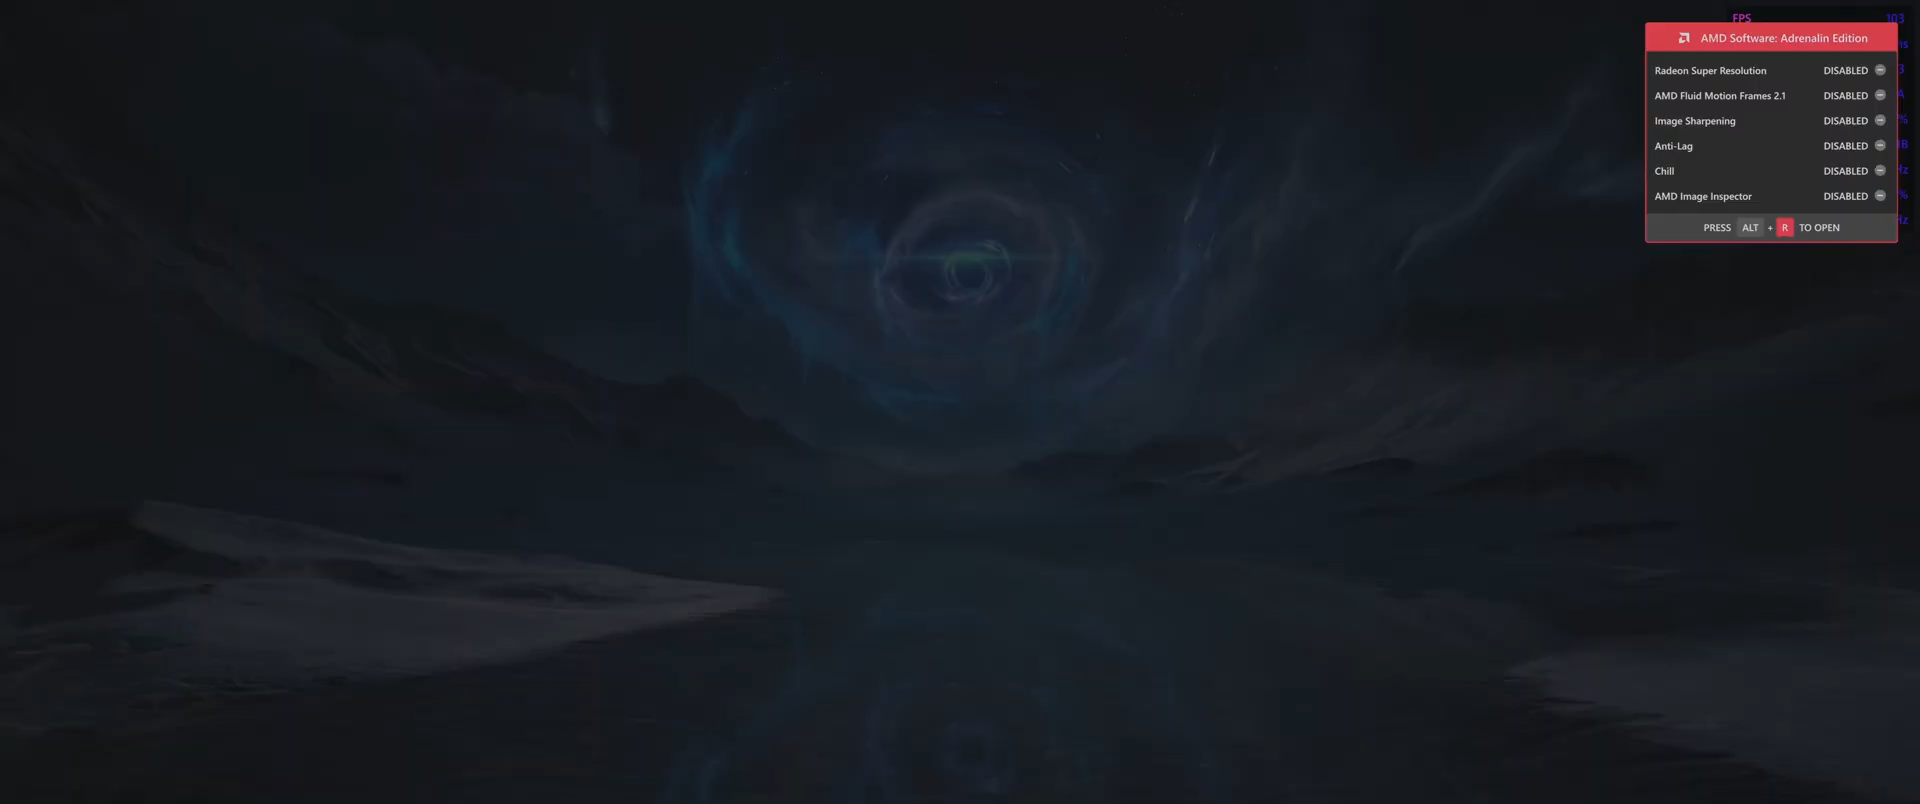 FPS 103
AMD Software: Adrenalin Edition
Radeon Super Resolution DISABLED
AMD Fluid Motion Frames 2.1 DISABLED
Image Sharpening DISABLED
Anti-Lag DISABLED
Chill DISABLED
AMD Image Inspector DISABLED
PRESS ALT + R TO OPEN